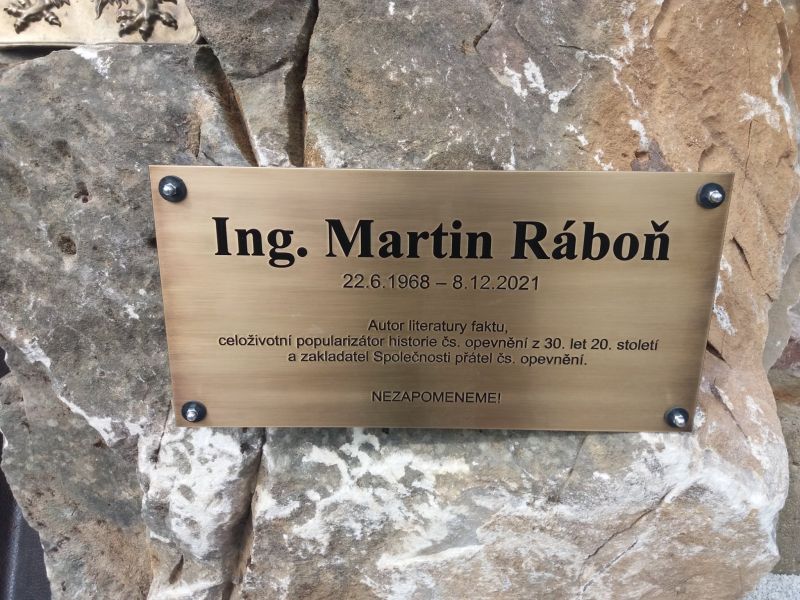 Ing. Martin Ráboň
22.6.1968 – 8.12.2021
Autor literatury faktu,
celoživotní popularizátor historie čs. opevnění z 30. let 20. století
a zakladatel Společnosti přátel čs. opevnění.
NEZAPOMENEME!